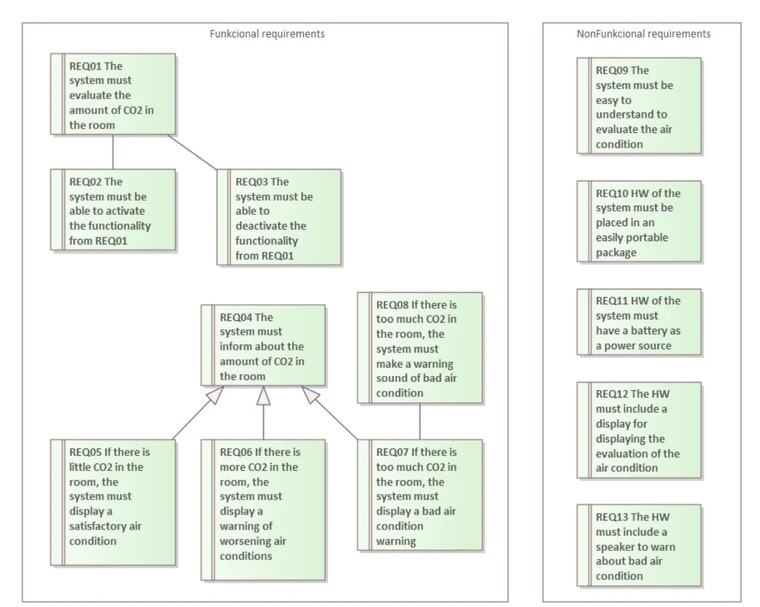 Funkcional requirements
REQ01 The
system must
evaluate the
amount of CO2 in
the room
REQ02 The
system must be
able to activate
the functionality
from REQ01
REQ03 The
system must be
able to
deactivate the
functionality
from REQ01
REQ04 The
system must
inform about the
amount of CO2 in
the room
REQ08 If there is
too much CO2 in
the room, the
system must
make a warning
sound of bad air
condition
REQ05 If there is
little CO2 in the
room, the
system must
display a
satisfactory air
condition
REQ06 If there is
more CO2 in the
room, the
system must
display a
warning of
worsening air
conditions
REQ07 If there is
too much CO2 in
the room, the
system must
display a bad air
condition
warning
NonFunkcional requirements
REQ09 The
system must be
easy to
understand to
evaluate the air
condition
REQ10 HW of the
system must be
placed in an
easily portable
package
REQ11 HW of the
system must
have a battery as
a power source
REQ12 The HW
must include a
display for
displaying the
evaluation of the
air condition
REQ13 The HW
must include a
speaker to warn
about bad air
condition